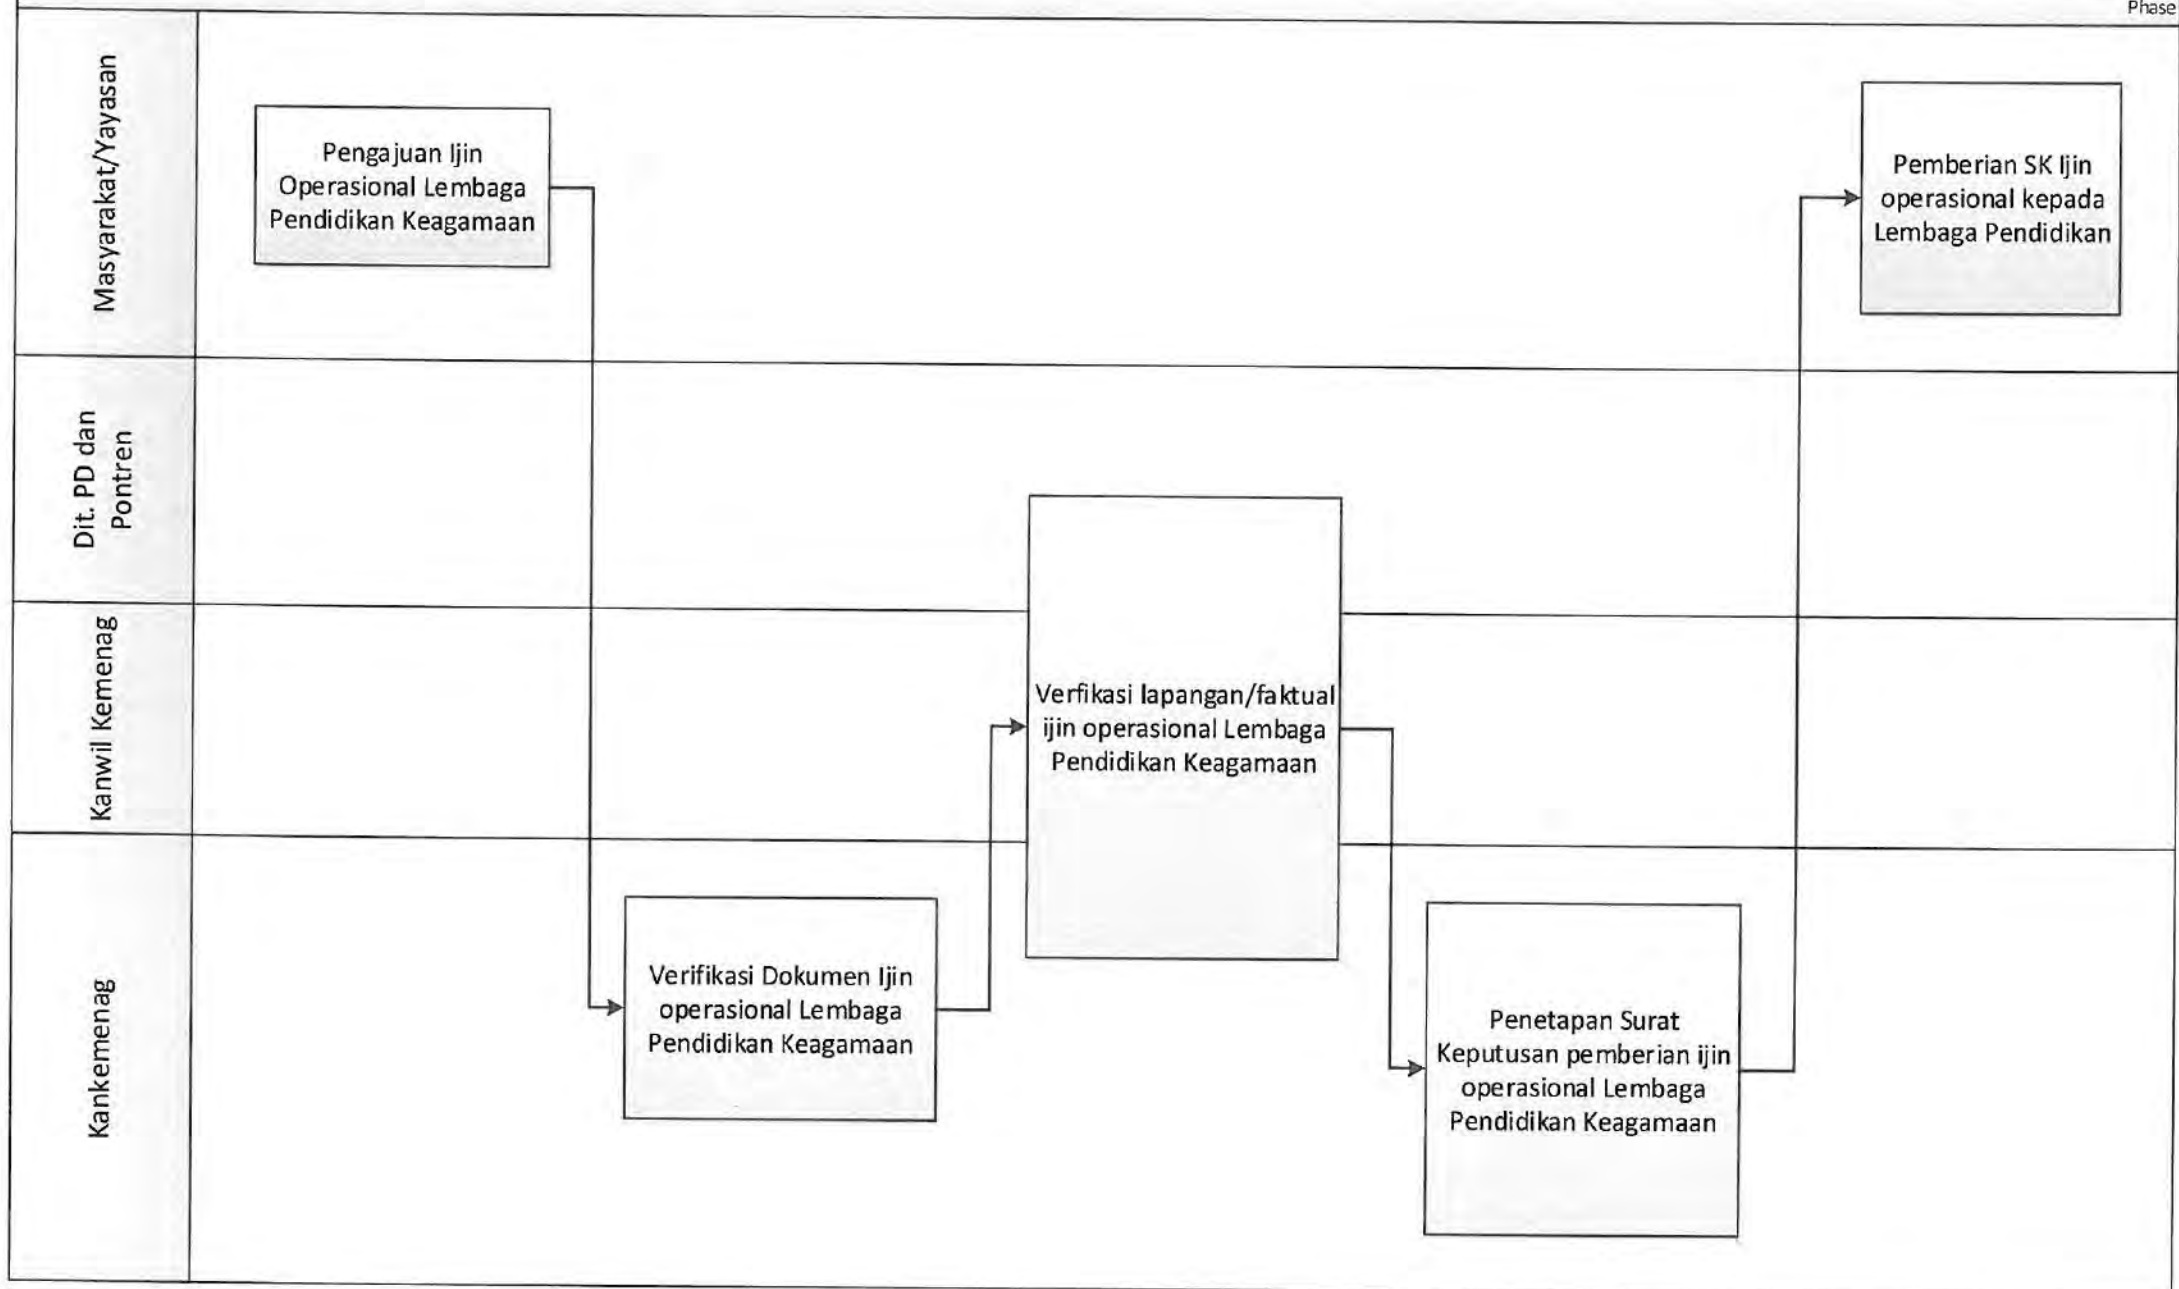 Phase
Masyarakat/Yayasan
Pengajuan Ijin
Operasional Lembaga
Pendidikan Keagamaan
Pemberian SK Ijin
operasional kepada
Lembaga Pendidikan
Dit. PD dan
Pontren
Kanwil Kemenag
Verfikasi lapangan/faktual
ijin operasional Lembaga
Pendidikan Keagamaan
Kankemenag
Verifikasi Dokumen Ijin
operasional Lembaga
Pendidikan Keagamaan
Penetapan Surat
Keputusan pemberian ijin
operasional Lembaga
Pendidikan Keagamaan